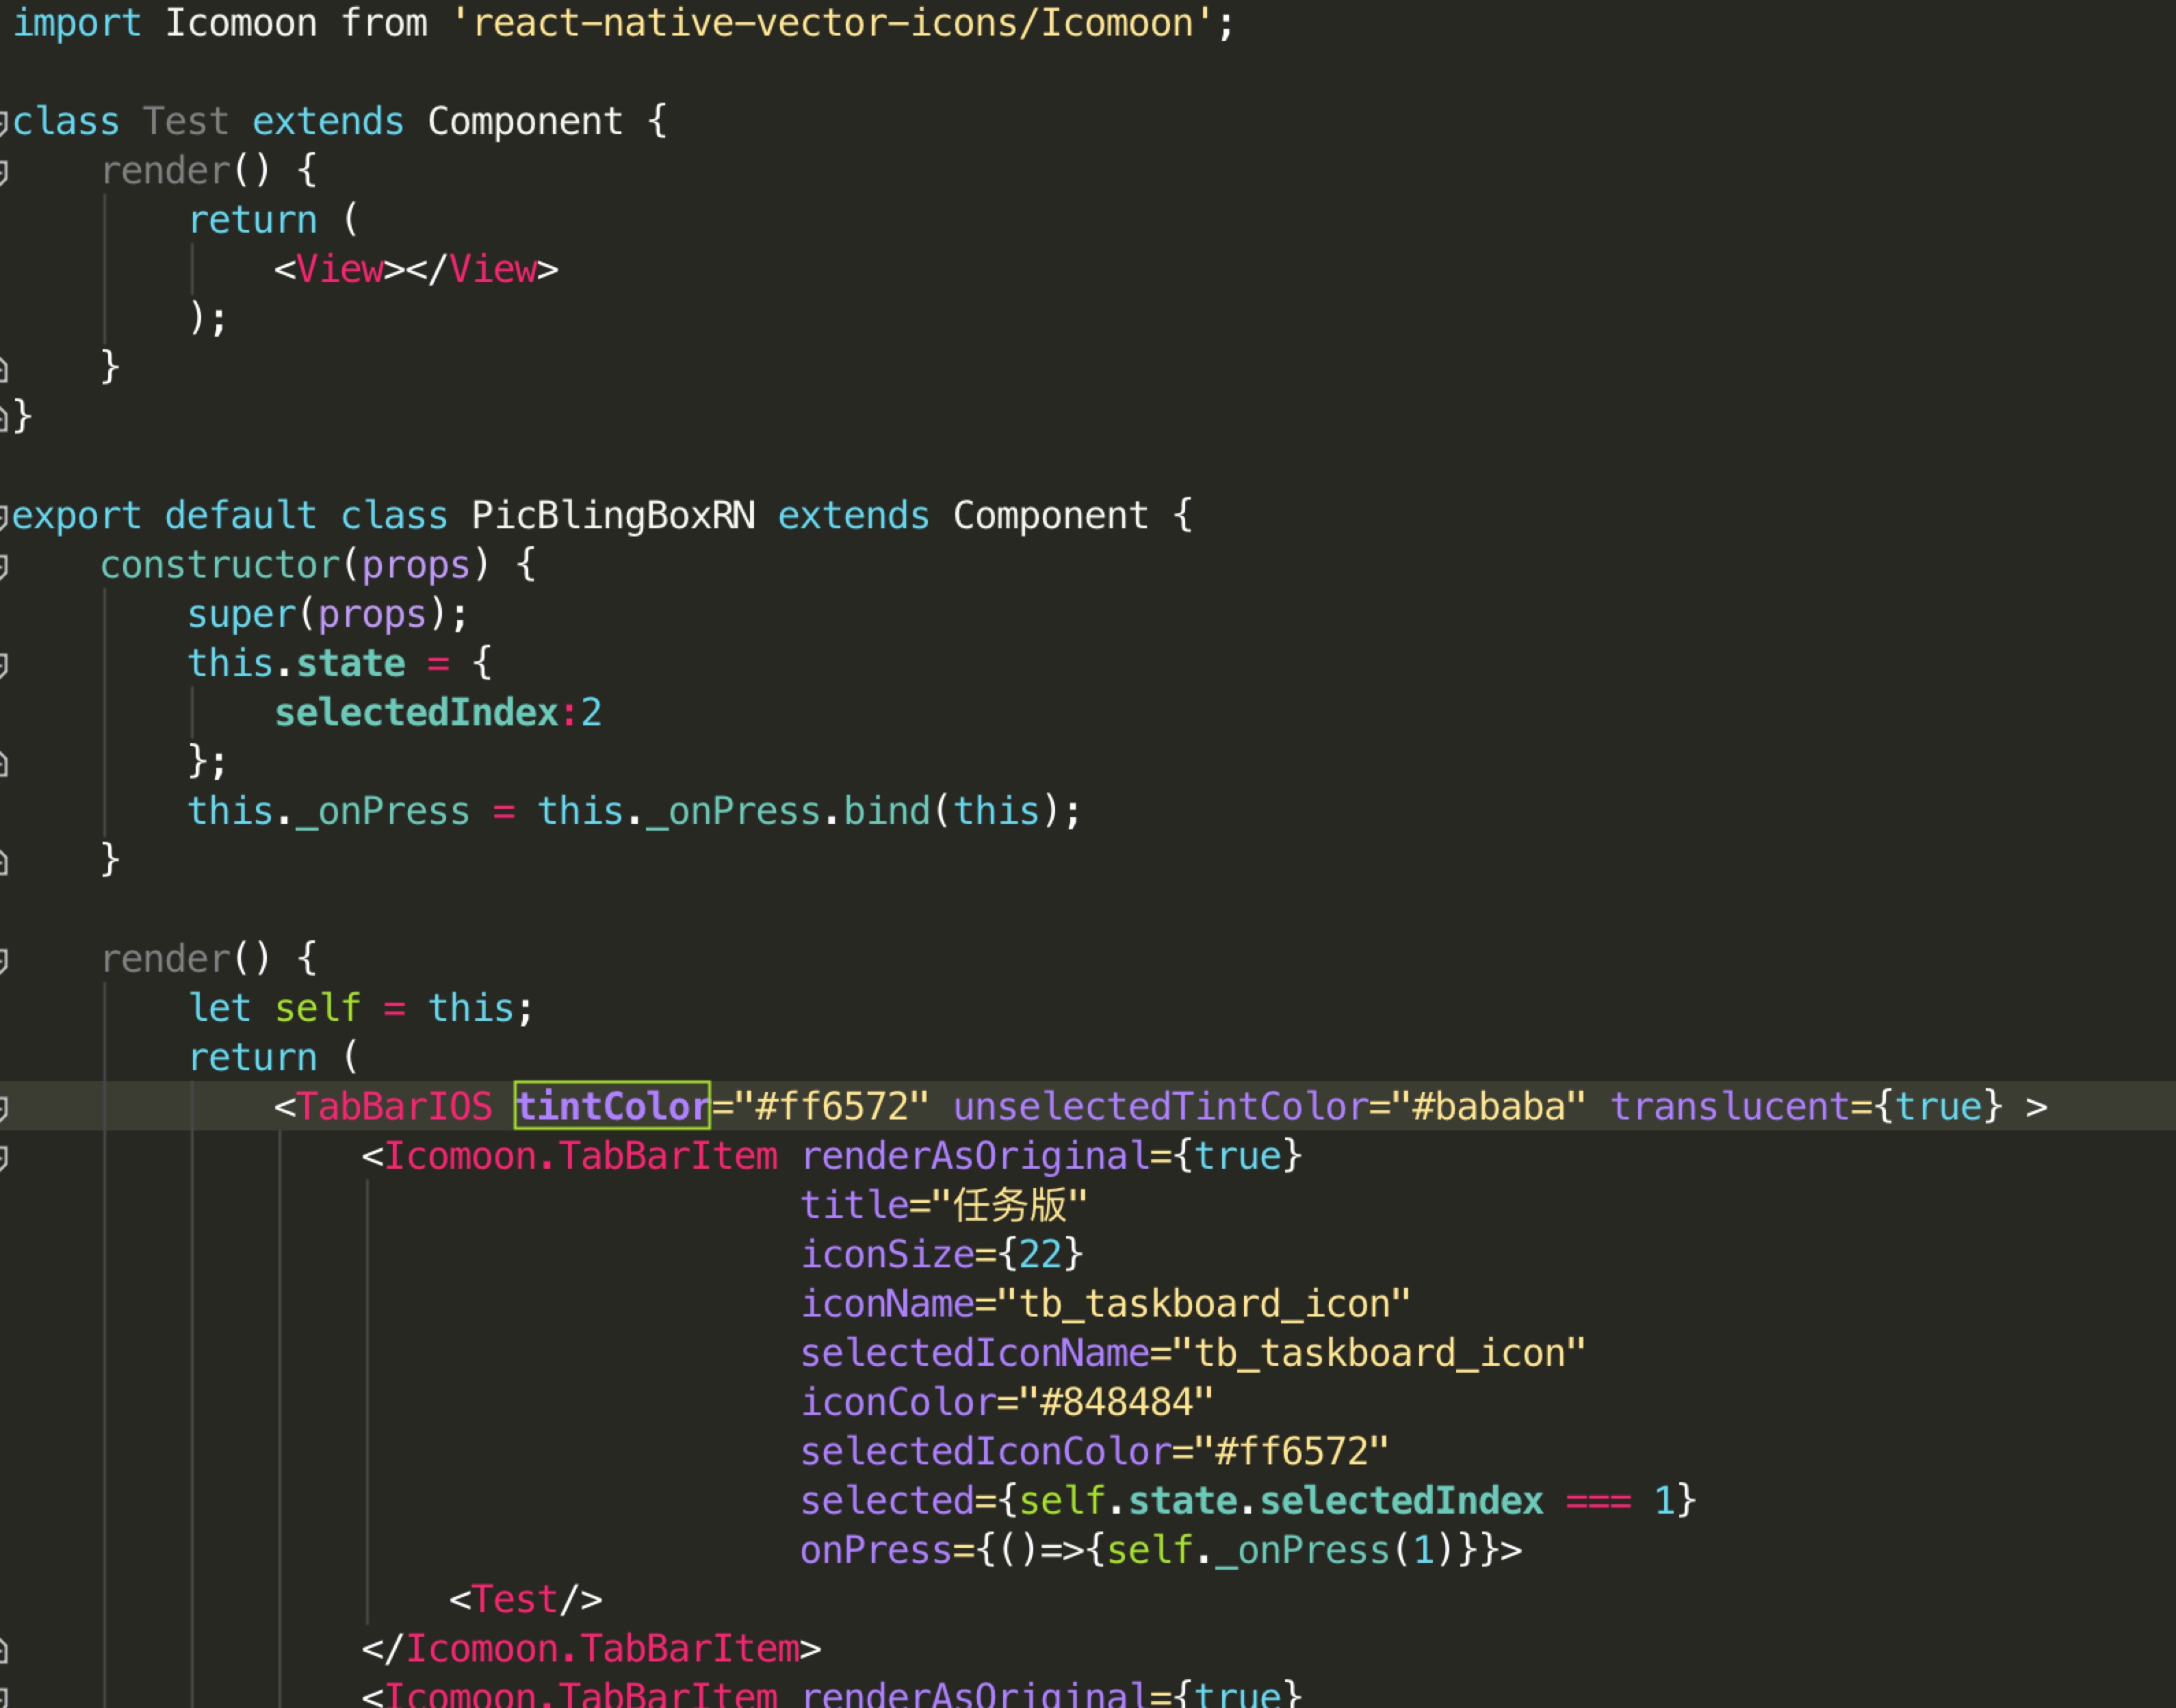 import Icomoon from 'react-native-vector-icons/Icomoon';
class Test extends Component {
render() {
return (
<View></View>
);
}
}
export default class PicBlingBoxRN extends Component {
constructor(props) {
super(props);
this.state = {
selectedIndex:2
};
this._onPress = this._onPress.bind(this);
}
render() {
let self = this;
return (
<TabBarIOS tintColor="#ff6572" unselectedTintColor="#bababa" translucent={true} >
<Icomoon.TabBarItem renderAsOriginal={true}
title="任务版"
iconSize={22}
iconName="tb_taskboard_icon"
selectedIconName="tb_taskboard_icon"
iconColor="#848484"
selectedIconColor="#ff6572"
selected={self.state.selectedIndex === 1}
onPress={()=>{self._onPress(1)}}>
<Test/>
</Icomoon.TabBarItem>
<Icomoon.TabBarItem renderAsOriginal={true}